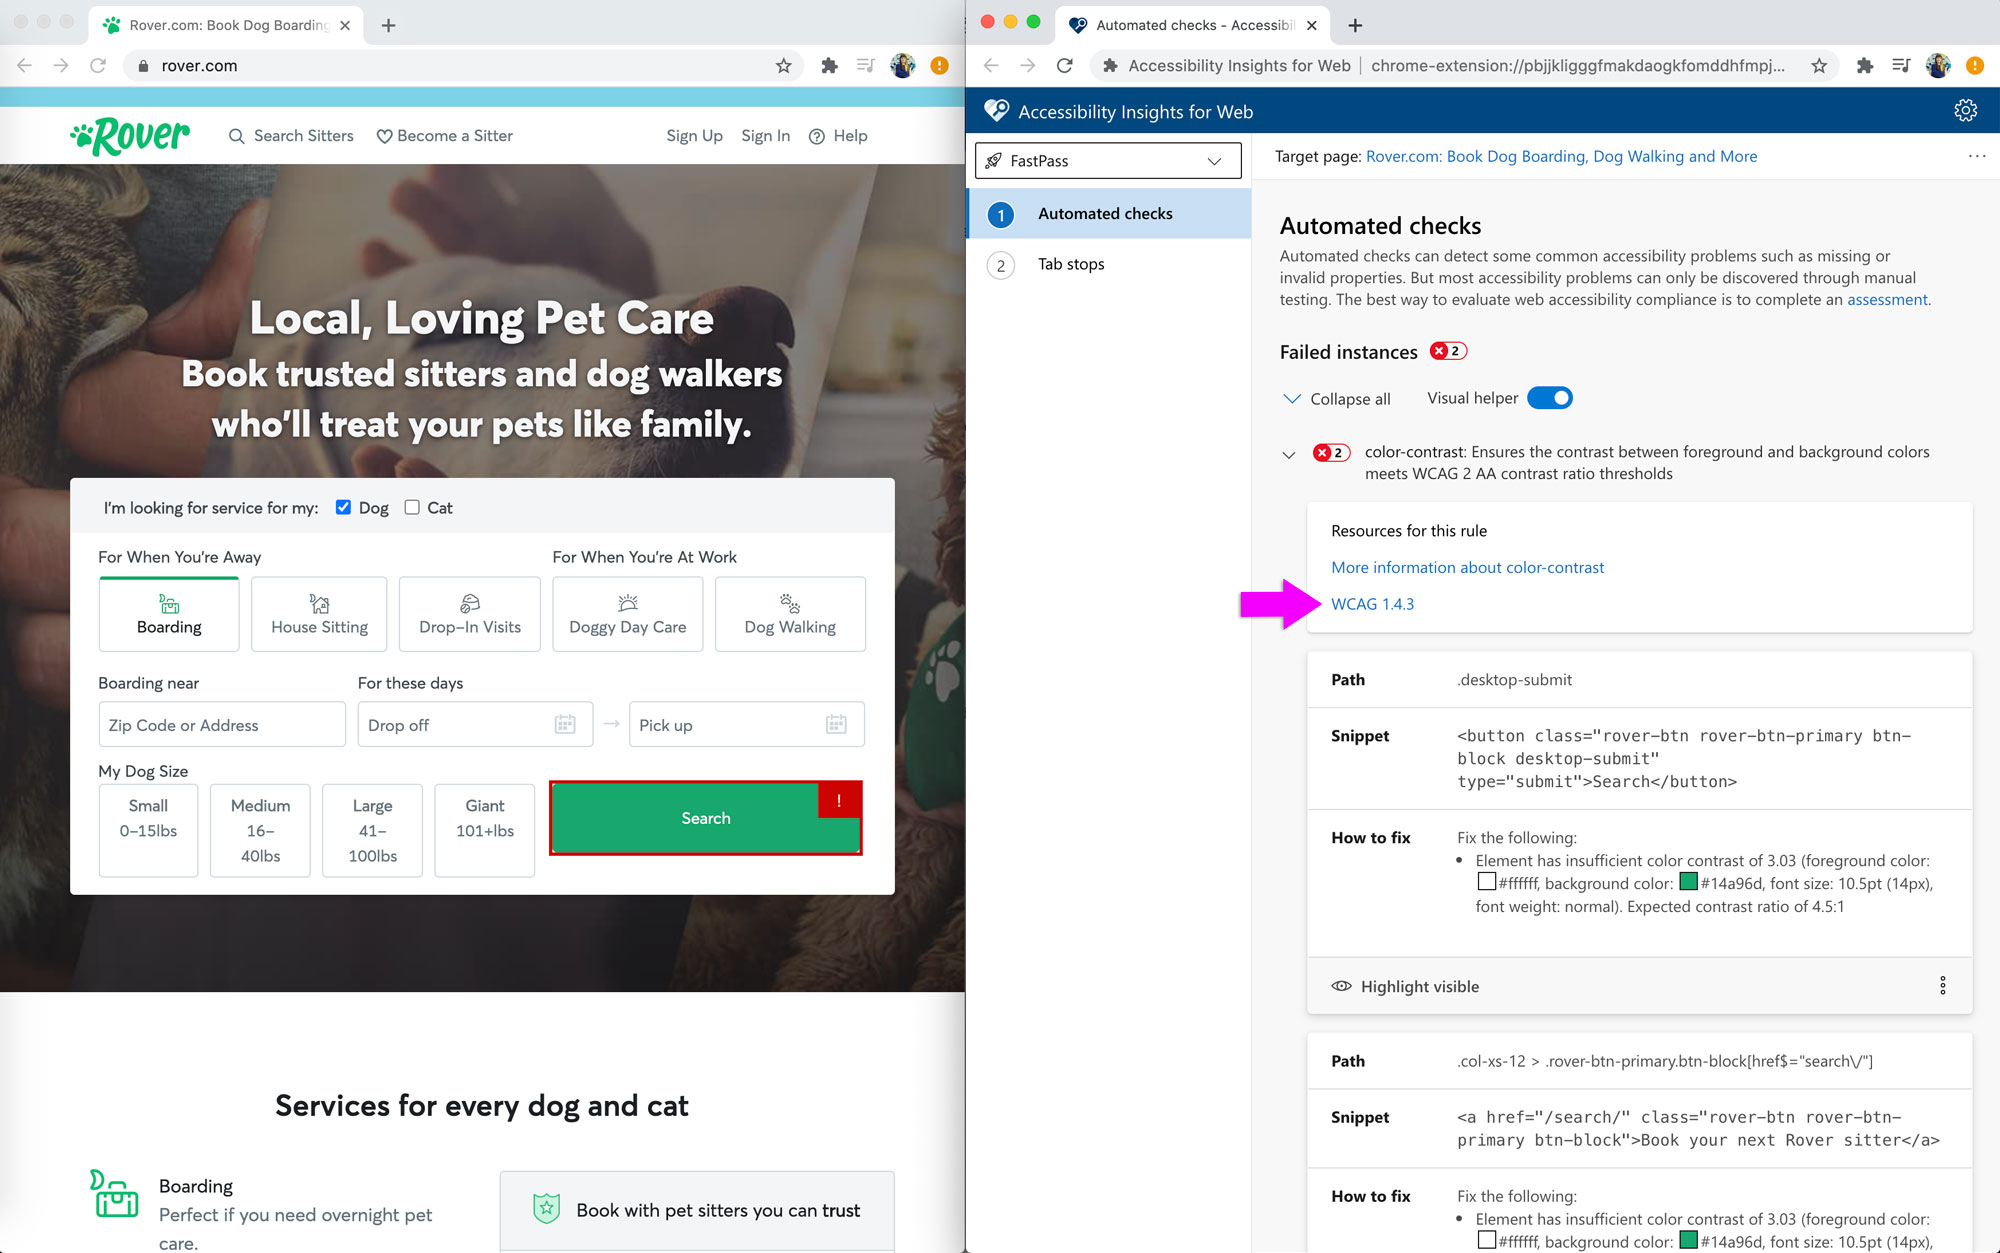 Rover.com: Book Dog Boarding
rover.com
Rover
Search Sitters
Become a Sitter
Sign Up
Sign In
Help
Local, Loving Pet Care
Book trusted sitters and dog walkers
who’ll treat your pets like family.
I’m looking for service for my:
Dog
Cat
For When You’re Away
For When You’re At Work
Boarding
House Sitting
Drop-In Visits
Doggy Day Care
Dog Walking
Boarding near
For these days
Zip Code or Address
Drop off
Pick up
My Dog Size
Small
0–15lbs
Medium
16–
40lbs
Large
41–
100lbs
Giant
101+lbs
Search
!
Services for every dog and cat
Boarding
Perfect if you need overnight pet
care.
Book with pet sitters you can trust
Automated checks - Accessibil
Accessibility Insights for Web | chrome-extension://pbjjkligggfmakdaogkfomddhfmpj...
Accessibility Insights for Web
FastPass
Target page: Rover.com: Book Dog Boarding, Dog Walking and More
1 Automated checks
2 Tab stops
Automated checks
Automated checks can detect some common accessibility problems such as missing or
invalid properties. But most accessibility problems can only be discovered through manual
testing. The best way to evaluate web accessibility compliance is to complete an assessment.
Failed instances 2
Collapse all
Visual helper
2 color-contrast: Ensures the contrast between foreground and background colors
meets WCAG 2 AA contrast ratio thresholds
Resources for this rule
More information about color-contrast
WCAG 1.4.3
Path .desktop-submit
Snippet <button class="rover-btn rover-btn-primary btn-
block desktop-submit"
type="submit">Search</button>
How to fix Fix the following:
• Element has insufficient color contrast of 3.03 (foreground color:
#ffffff, background color: #14a96d, font size: 10.5pt (14px),
font weight: normal). Expected contrast ratio of 4.5:1
Highlight visible
Path .col-xs-12 > .rover-btn-primary.btn-block[href$="search\/"]
Snippet <a href="/search/" class="rover-btn rover-btn-
primary btn-block">Book your next Rover sitter</a>
How to fix Fix the following:
• Element has insufficient color contrast of 3.03 (foreground color:
#ffffff, background color: #14a96d, font size: 10.5pt (14px),